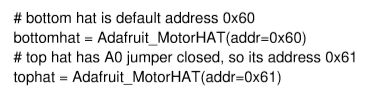 # bottom hat is default address 0x60
bottomhat = Adafruit_MotorHAT(addr=0x60)
# top hat has A0 jumper closed, so its address 0x61
tophat = Adafruit_MotorHAT(addr=0x61)